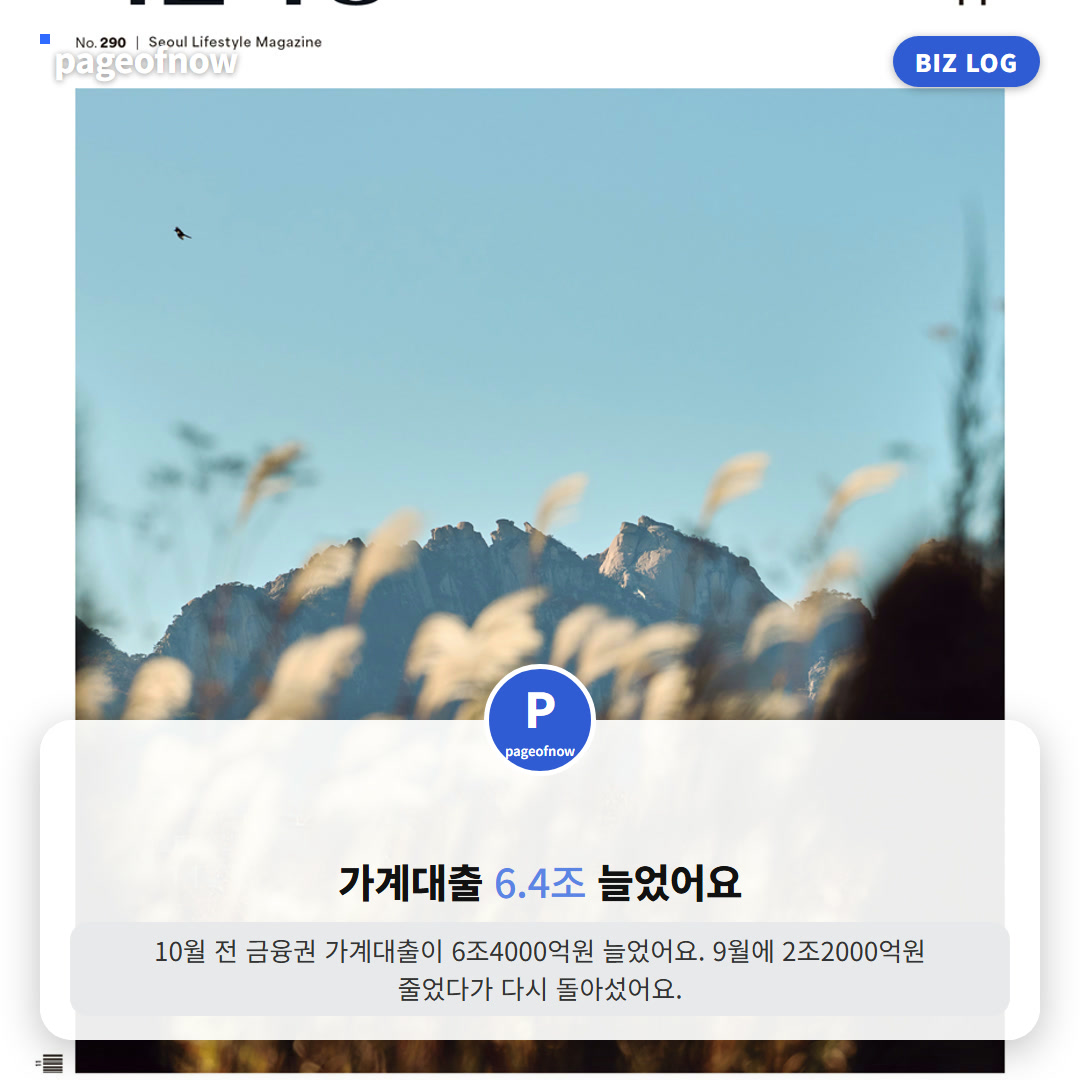 No. 290 | Seoul Lifestyle Magazine
pageofnow
BIZ LOG
P
pageofnow
가계대출 6.4조 늘었어요
10월 전 금융권 가계대출이 6조4000억원 늘었어요. 9월에 2조2000억원
줄었다가 다시 돌아섰어요.